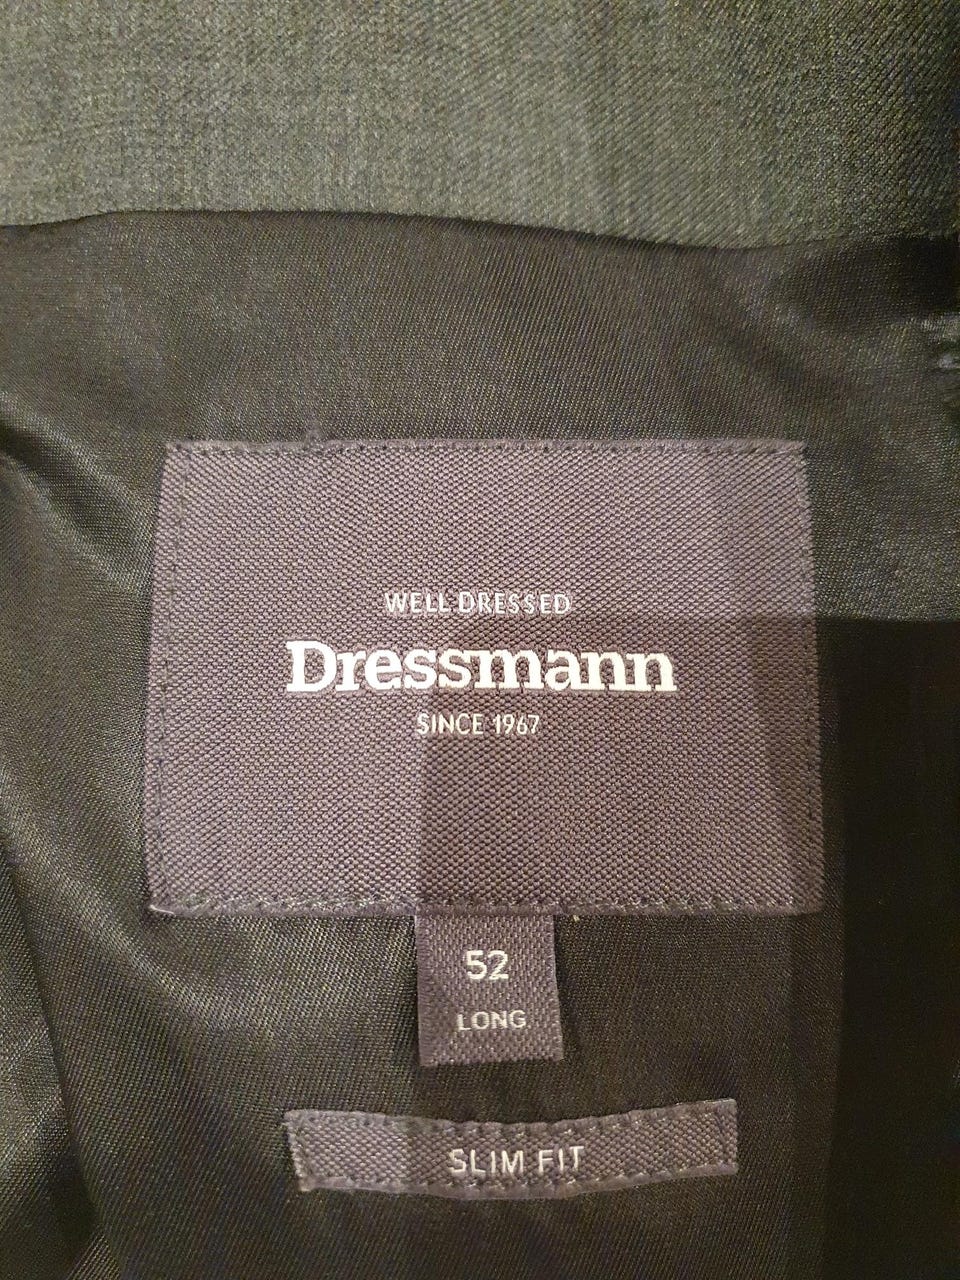 WELL DRESSED
Dressmann
SINCE 1967
52
LONG
SLIM FIT